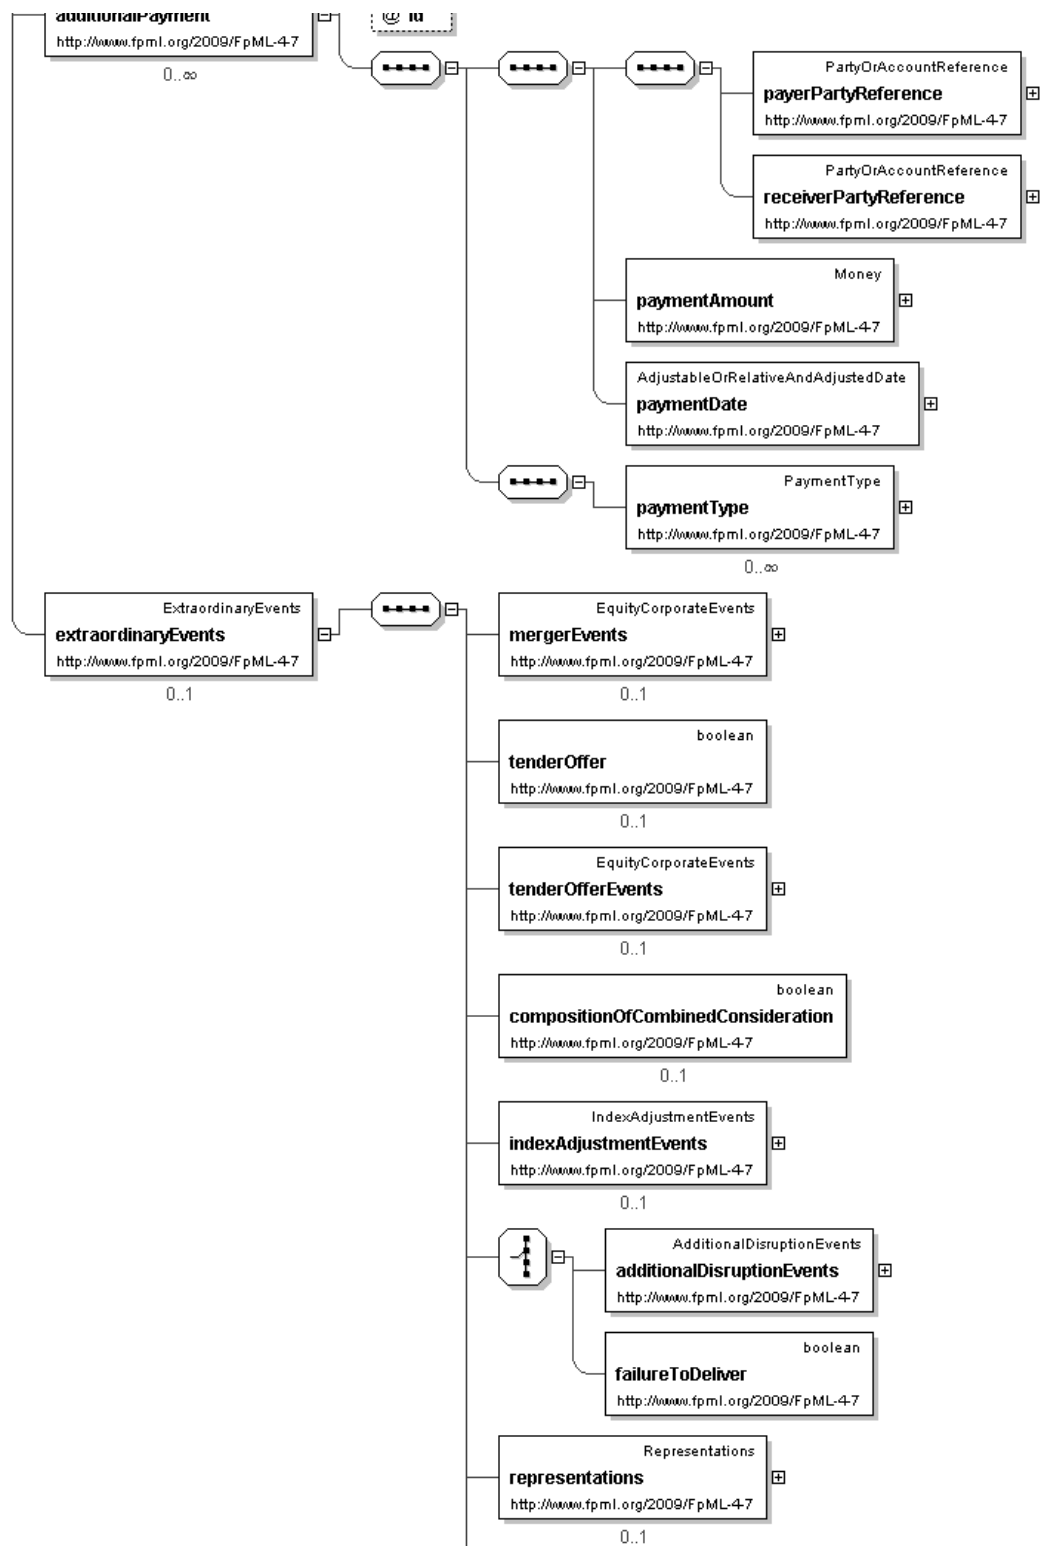 additionalPayment
http://www.fpml.org/2009/FpML-4-7
0..∞
@ id
PartyOrAccountReference
payerPartyReference
http://www.fpml.org/2009/FpML-4-7
PartyOrAccountReference
receiverPartyReference
http://www.fpml.org/2009/FpML-4-7
Money
paymentAmount
http://www.fpml.org/2009/FpML-4-7
AdjustableOrRelativeAndAdjustedDate
paymentDate
http://www.fpml.org/2009/FpML-4-7
PaymentType
paymentType
http://www.fpml.org/2009/FpML-4-7
0..∞
ExtraordinaryEvents
extraordinaryEvents
http://www.fpml.org/2009/FpML-4-7
0..1
EquityCorporateEvents
mergerEvents
http://www.fpml.org/2009/FpML-4-7
0..1
boolean
tenderOffer
http://www.fpml.org/2009/FpML-4-7
0..1
EquityCorporateEvents
tenderOfferEvents
http://www.fpml.org/2009/FpML-4-7
0..1
boolean
compositionOfCombinedConsideration
http://www.fpml.org/2009/FpML-4-7
0..1
IndexAdjustmentEvents
indexAdjustmentEvents
http://www.fpml.org/2009/FpML-4-7
0..1
AdditionalDisruptionEvents
additionalDisruptionEvents
http://www.fpml.org/2009/FpML-4-7
boolean
failureToDeliver
http://www.fpml.org/2009/FpML-4-7
Representations
representations
http://www.fpml.org/2009/FpML-4-7
0..1